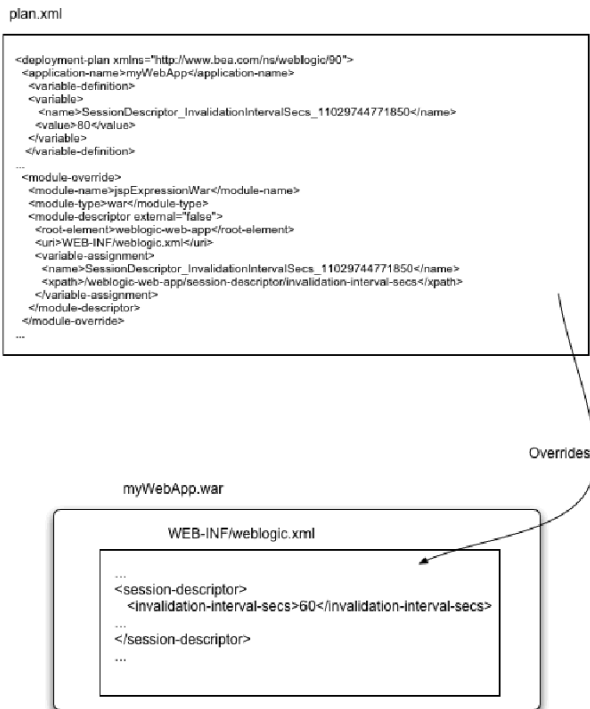 plan.xml
<deployment-plan xmlns="http://www.bea.com/ns/weblogic/90">
<application-name>myWebApp</application-name>
<variable-definition>
<variable>
<name>SessionDescriptor_InvalidationIntervalSecs_11029744771850</name>
<value>80</value>
</variable>
</variable-definition>
...
<module-override>
<module-name>jspExpressionWar</module-name>
<module-type>war</module-type>
<module-descriptor external="false">
<root-element>weblogic-web-app</root-element>
<uri>WEB-INF/weblogic.xml</uri>
<variable-assignment>
<name>SessionDescriptor_InvalidationIntervalSecs_11029744771850</name>
<xpath>/weblogic-web-app/session-descriptor/invalidation-interval-secs</xpath>
</variable-assignment>
</module-descriptor>
</module-override>
...
Overrides
myWebApp.war
WEB-INF/weblogic.xml
...
<session-descriptor>
<invalidation-interval-secs>60</invalidation-interval-secs>
...
</session-descriptor>
...